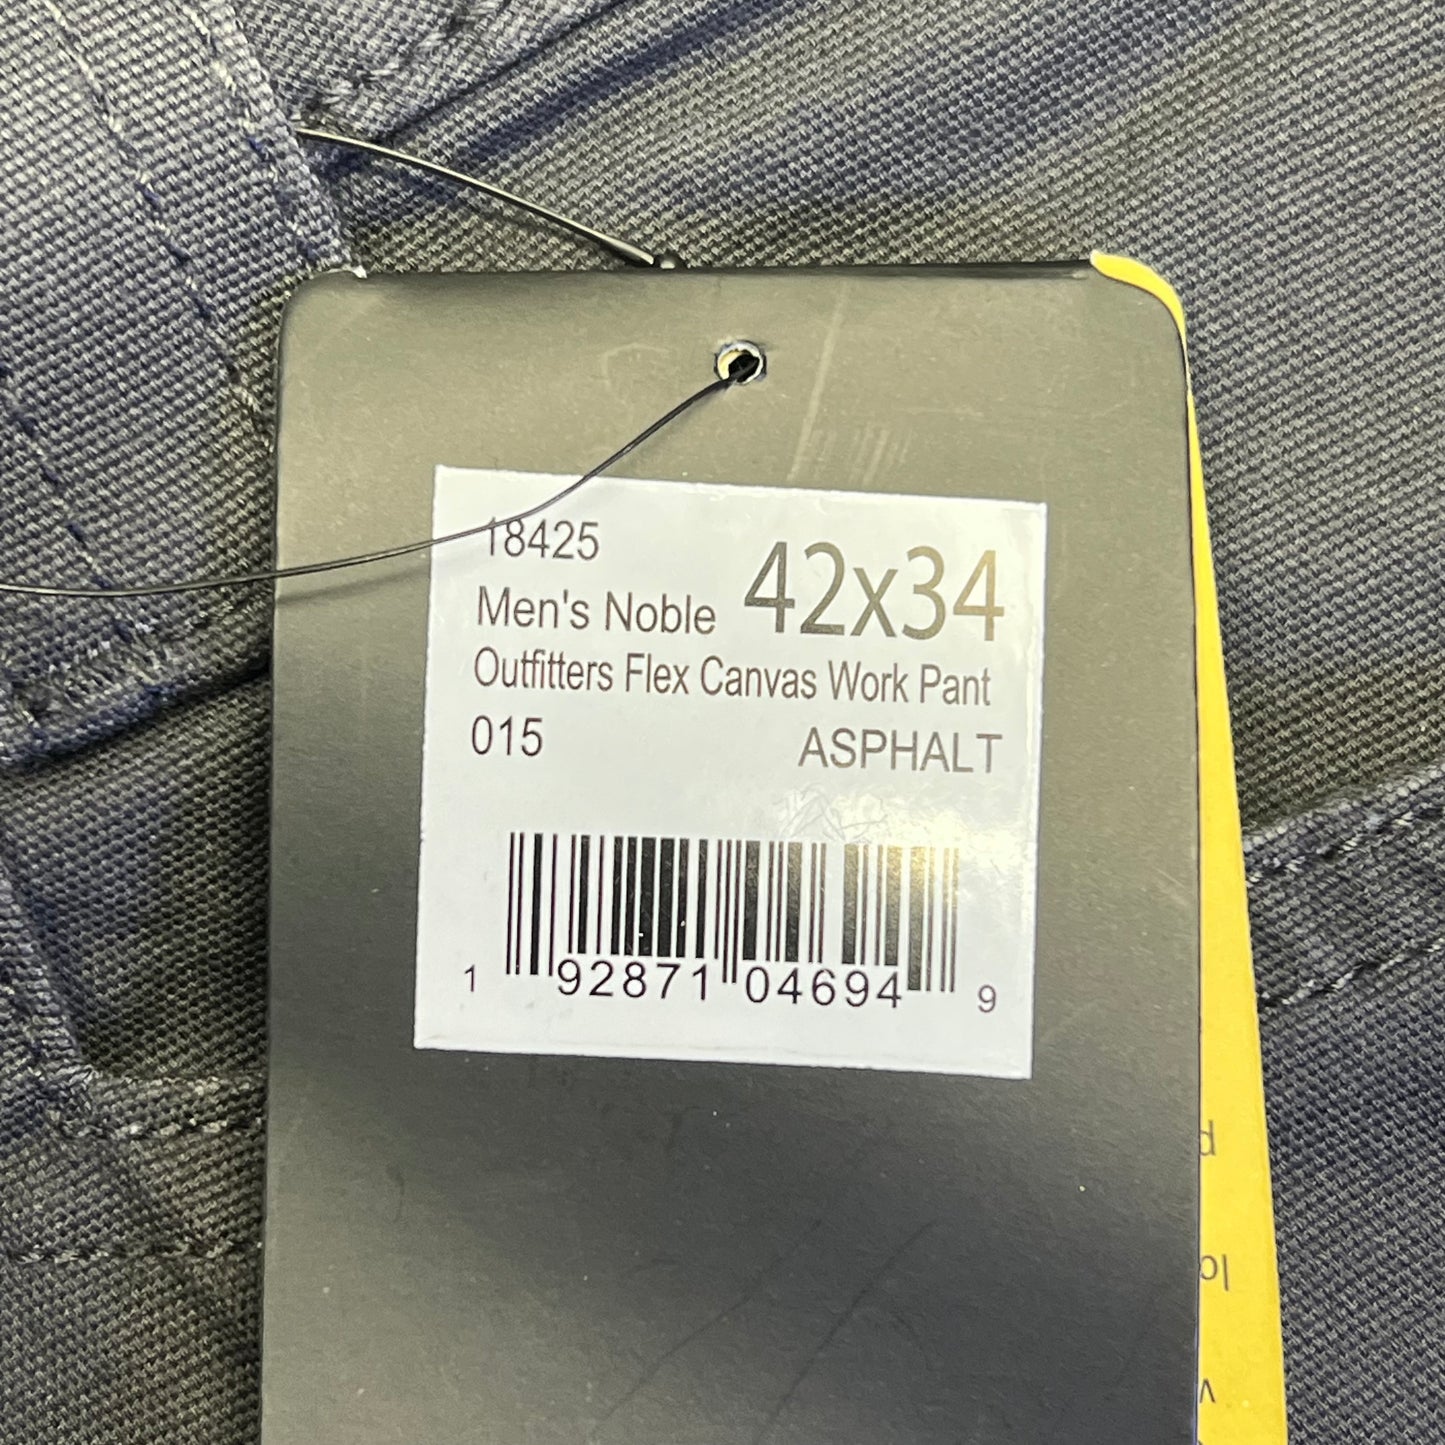 18425
42x34
Men's Noble
Outfitters Flex Canvas Work Pant
015 ASPHALT
1 92871 04694 9